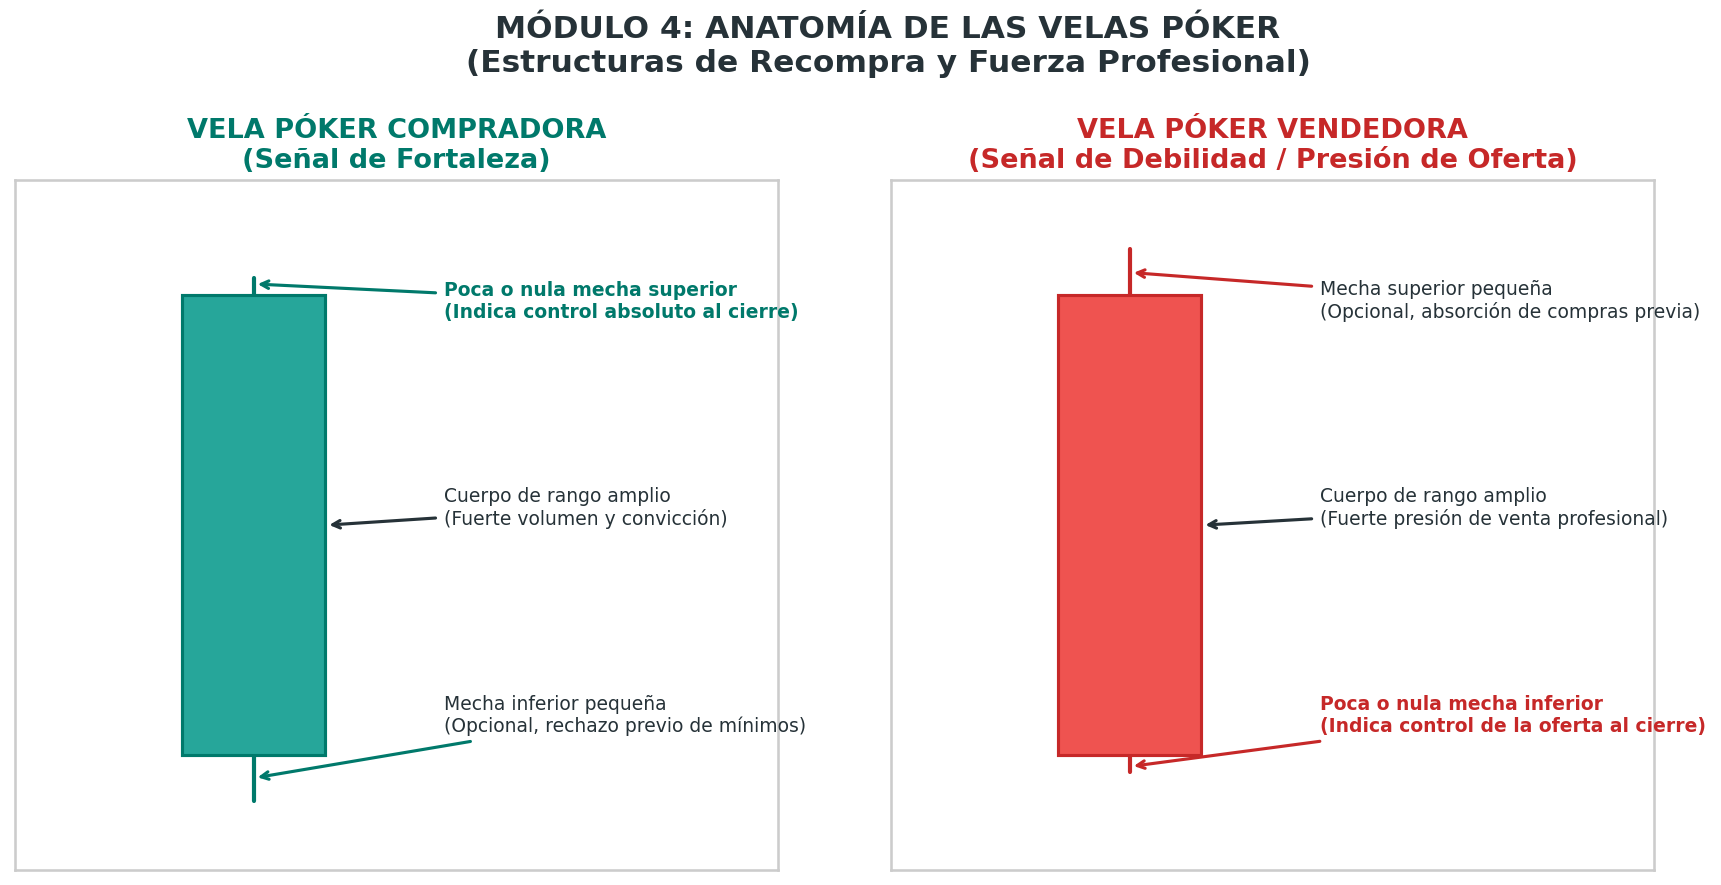 MÓDULO 4: ANATOMÍA DE LAS VELAS PÓKER
(Estructuras de Recompra y Fuerza Profesional)
VELA PÓKER COMPRADORA
(Señal de Fortaleza)
Poca o nula mecha superior
(Indica control absoluto al cierre)
Cuerpo de rango amplio
(Fuerte volumen y convicción)
Mecha inferior pequeña
(Opcional, rechazo previo de mínimos)
VELA PÓKER VENDEDORA
(Señal de Debilidad / Presión de Oferta)
Mecha superior pequeña
(Opcional, absorción de compras previa)
Cuerpo de rango amplio
(Fuerte presión de venta profesional)
Poca o nula mecha inferior
(Indica control de la oferta al cierre)